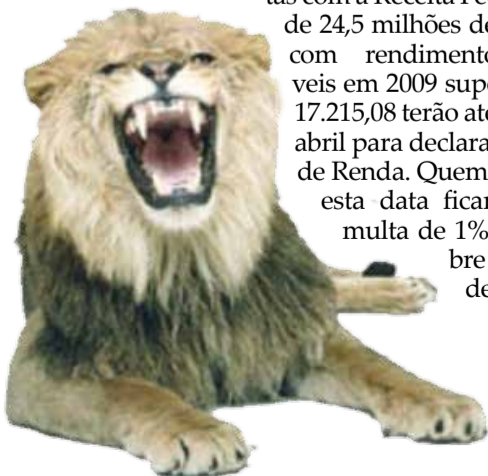 tas com a Receita Fe
de 24,5 milhões de
com rendimento
veis em 2009 supe
17.215,08 terão até
abril para declara
de Renda. Quem
esta data ficar
multa de 1%
bre
de